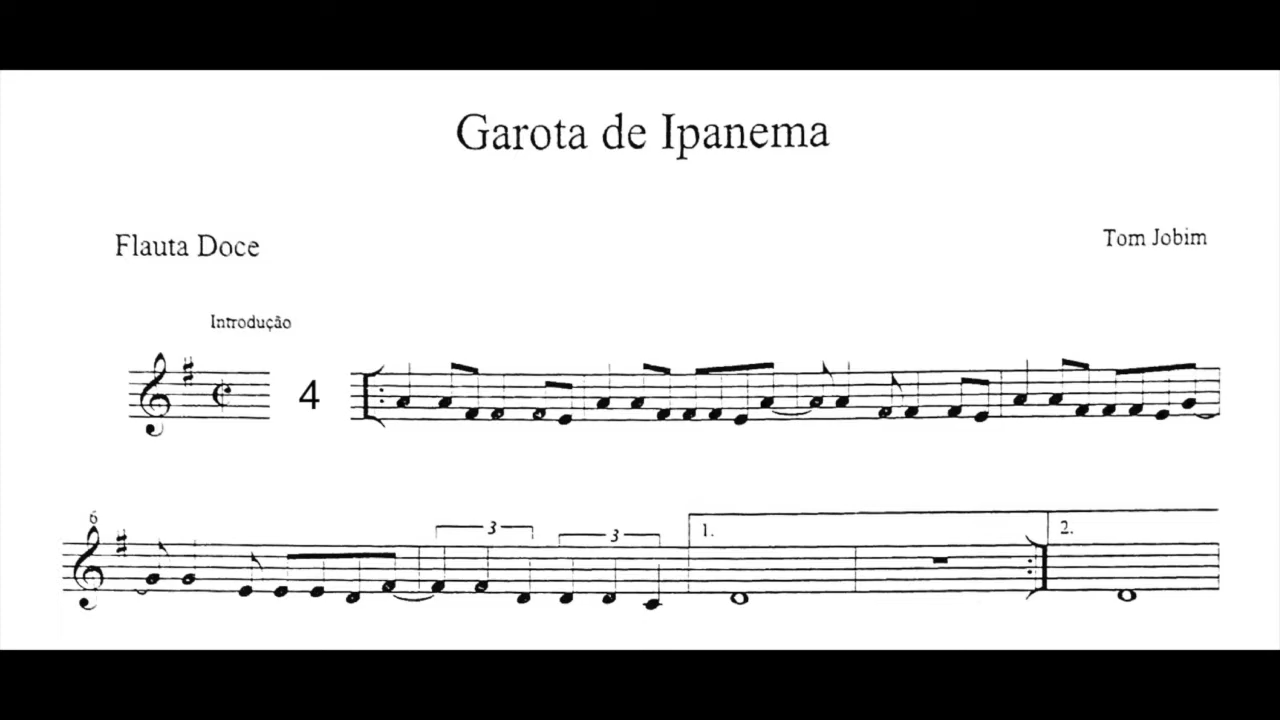 Garota de Ipanema
Flauta Doce
Tom Jobim
Introdução
4
6
3
3
1.
2.